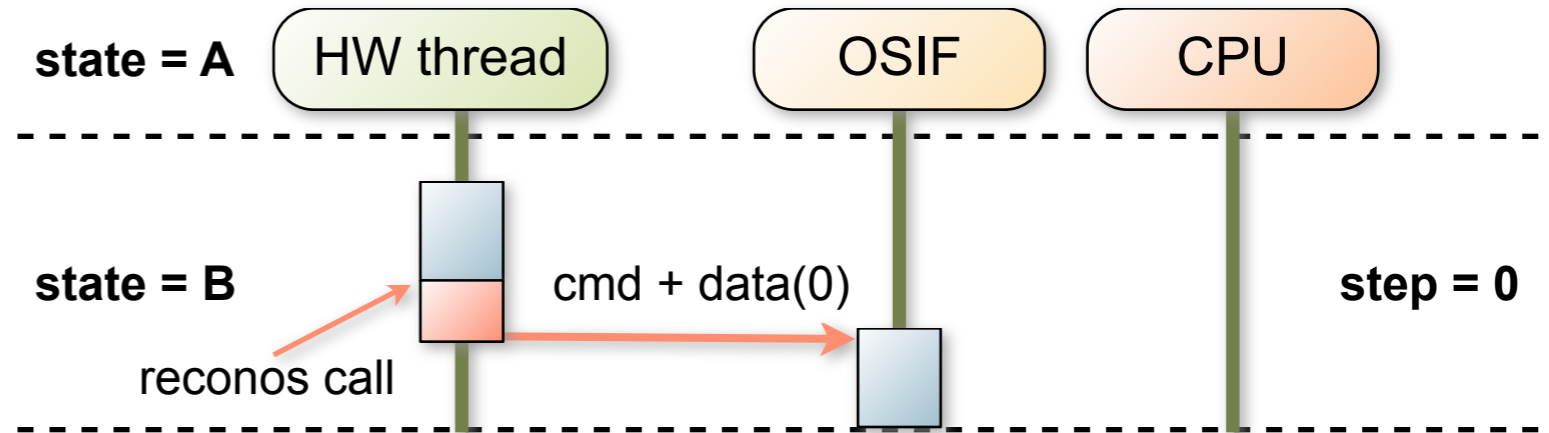 state = A HW thread OSIF CPU
state = B cmd + data(0) step = 0
reconos call